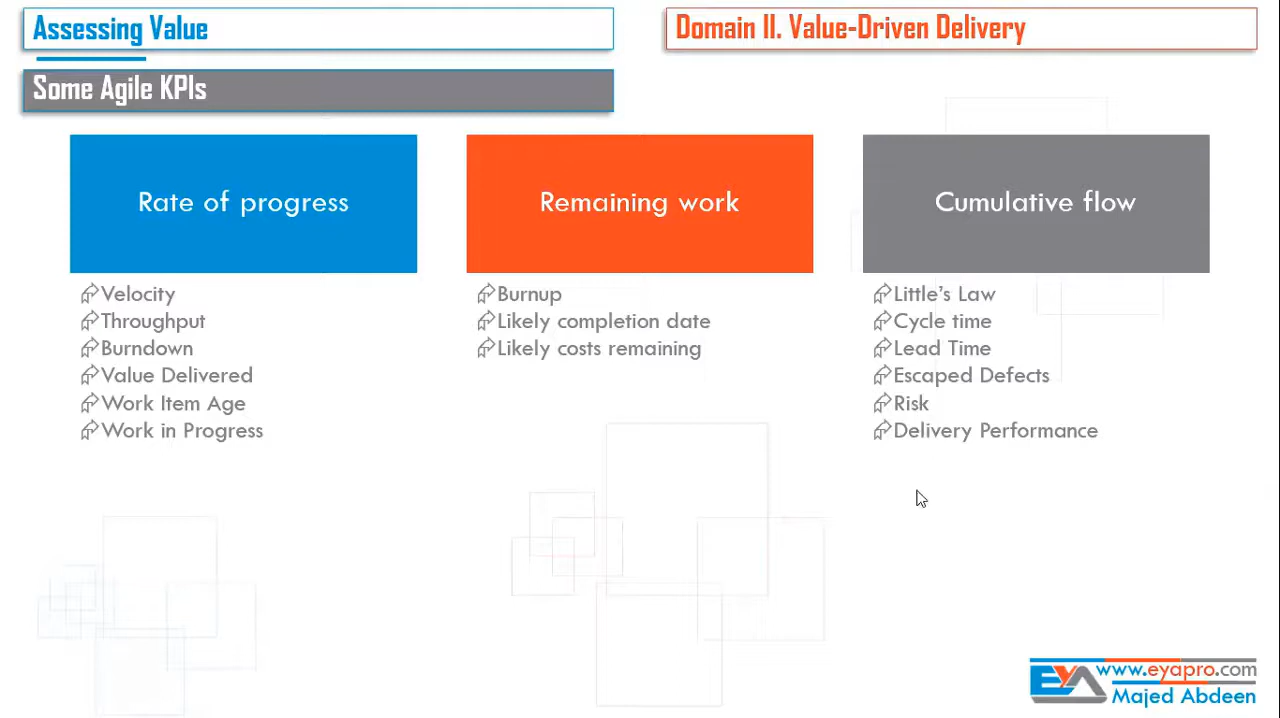 Assessing Value
Domain II. Value-Driven Delivery
Some Agile KPIs
Rate of progress
Velocity
Throughput
Burndown
Value Delivered
Work Item Age
Work in Progress
Remaining work
Burnup
Likely completion date
Likely costs remaining
Cumulative flow
Little's Law
Cycle time
Lead Time
Escaped Defects
Risk
Delivery Performance
EYA
www.eyapro.com
Majed Abdeen